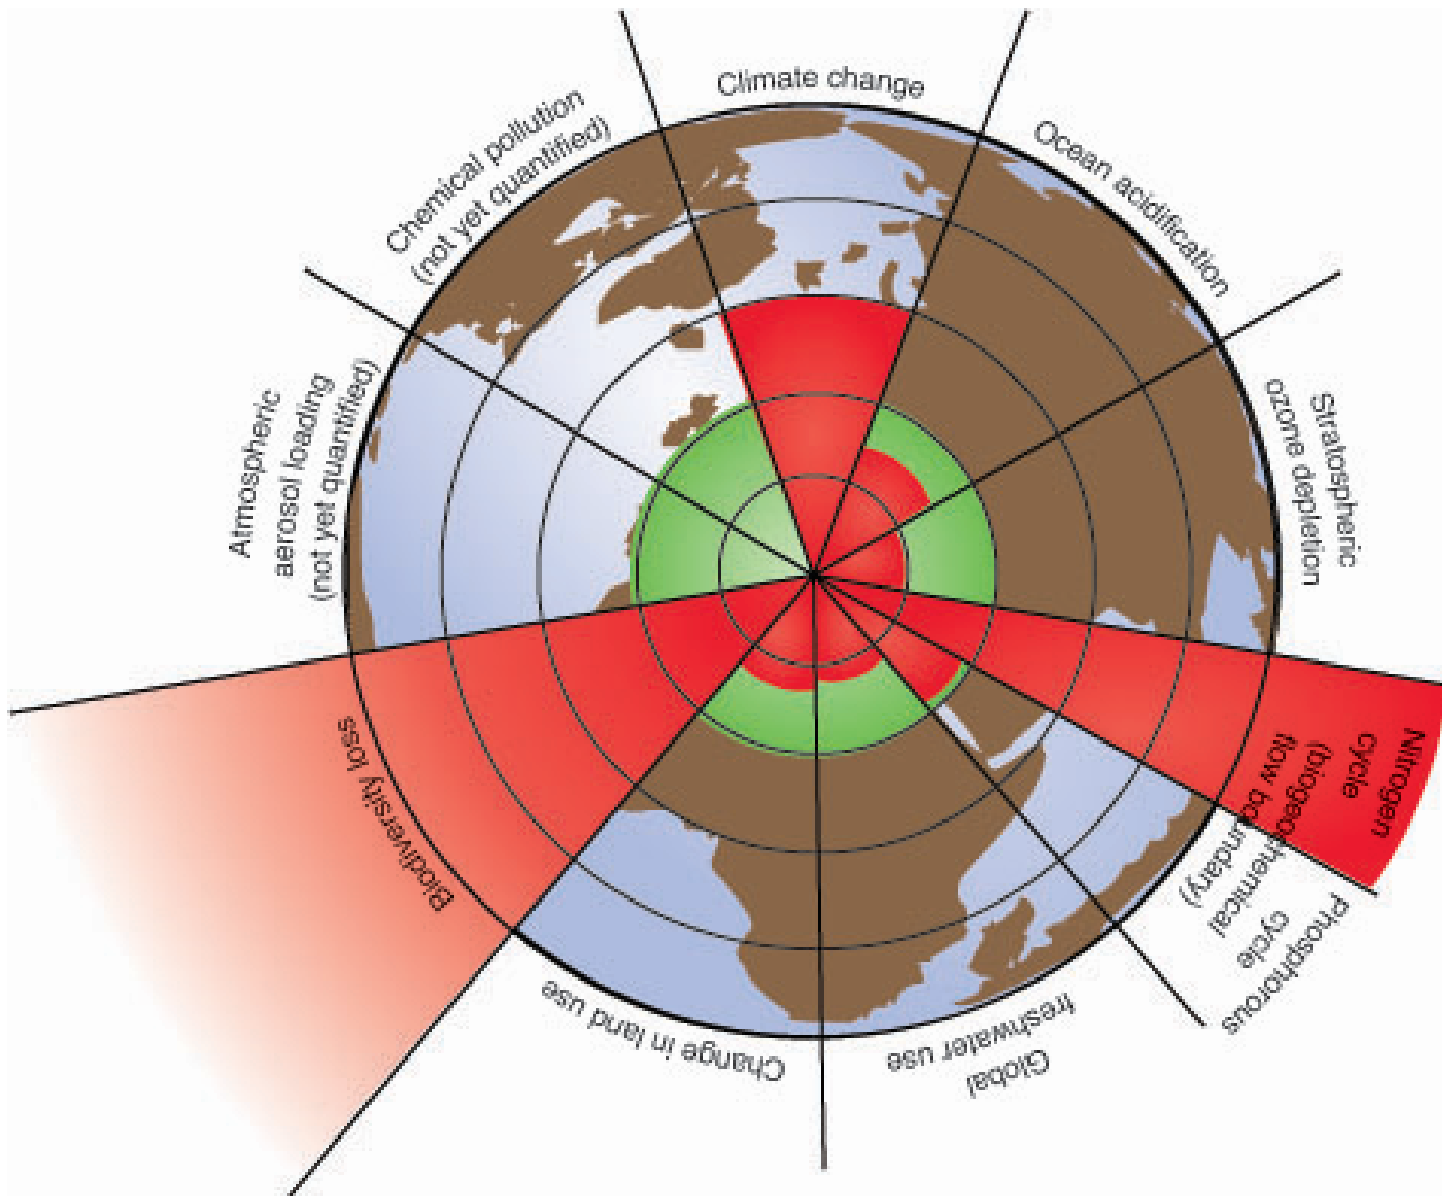 Climate change
Ocean acidification
Stratospheric
ozone depletion
Nitrogen
cycle
(biogeochemical
flow boundary)
Phosphorous
cycle
Global
freshwater use
Change in land use
Biodiversity loss
Atmospheric
aerosol loading
(not yet quantified)
Chemical pollution
(not yet quantified)